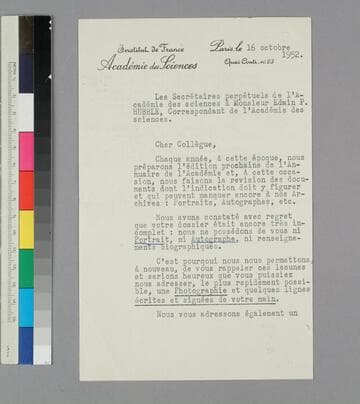 Institut de France
Académie des Sciences
Paris, le 16 octobre
1952.
Quai Conti, nº 23
Les Secrétaires perpétuels de l'A-
cadémie des sciences à Monsieur Edwin P.
HUBBLE, Correspondant de l'Académie des
sciences.
Cher Collègue,
Chaque année, à cette époque, nous
préparons l'édition prochaine de l'An-
nuaire de l'Académie et, à cette occa-
sion, nous faisons la revision des docu-
ments dont l'indication doit y figurer
et qui peuvent manquer encore à nos Ar-
chives : Portraits, Autographes, etc.
Nous avons constaté avec regret
que votre dossier était encore très in-
complet : nous ne possédons de vous ni
Portrait, ni Autographe, ni renseigne-
ments biographiques.
C'est pourquoi nous nous permettons,
à nouveau, de vous rappeler ces lacunes
et serions heureux que vous puissiez
nous adresser, le plus rapidement possi-
ble, une Photographie et quelques lignes
écrites et signées de votre main.
Nous vous adressons également un